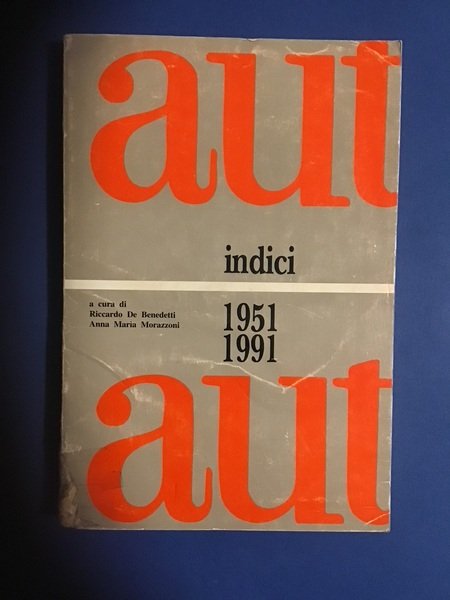 aut
indici
a cura di
Riccardo De Benedetti
Anna Maria Morazzoni
1951
1991
aut